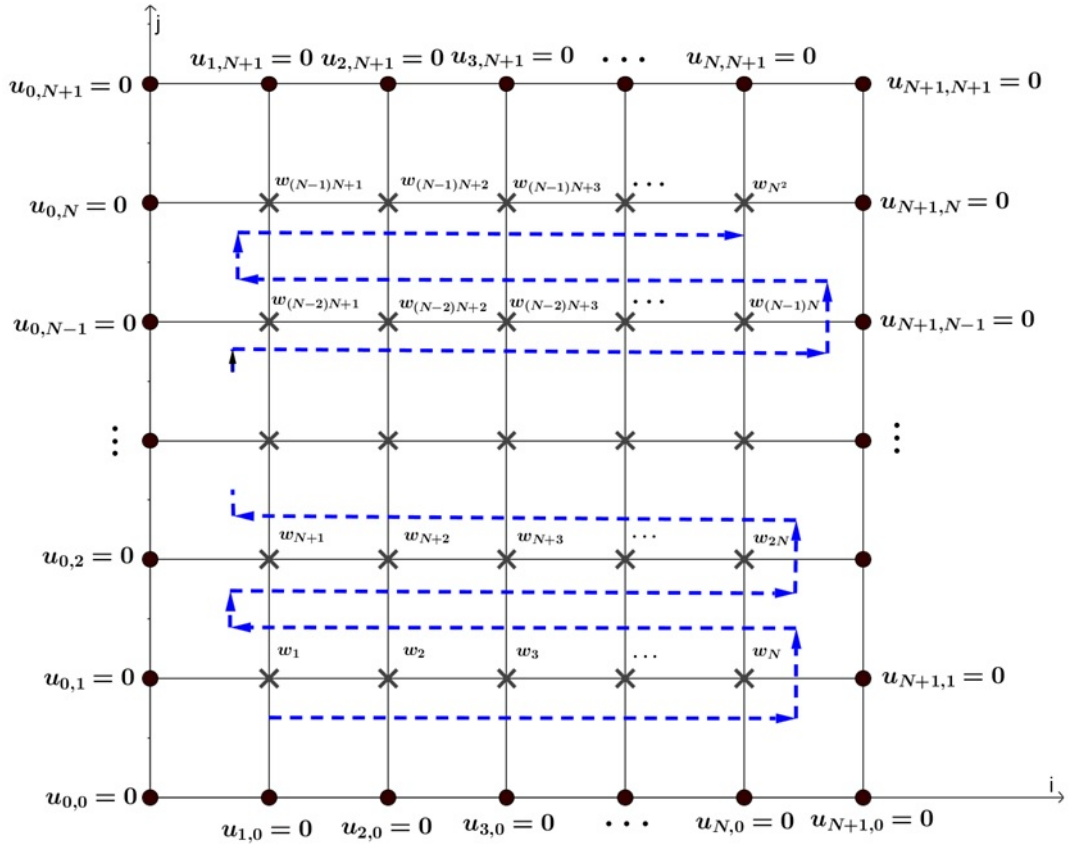 j
u_{1,N+1} = 0 u_{2,N+1} = 0 u_{3,N+1} = 0 ⋯ u_{N,N+1} = 0
u_{0,N+1} = 0 u_{N+1,N+1} = 0
w_{(N-1)N+1} w_{(N-1)N+2} w_{(N-1)N+3} ⋯ w_{N^2}
u_{0,N} = 0 u_{N+1,N} = 0
w_{(N-2)N+1} w_{(N-2)N+2} w_{(N-2)N+3} ⋯ w_{(N-1)N}
u_{0,N-1} = 0 u_{N+1,N-1} = 0
⋮ ⋮
w_{N+1} w_{N+2} w_{N+3} ⋯ w_{2N}
u_{0,2} = 0
w_1 w_2 w_3 ⋯ w_N
u_{0,1} = 0 u_{N+1,1} = 0
i
u_{0,0} = 0
u_{1,0} = 0 u_{2,0} = 0 u_{3,0} = 0 ⋯ u_{N,0} = 0 u_{N+1,0} = 0